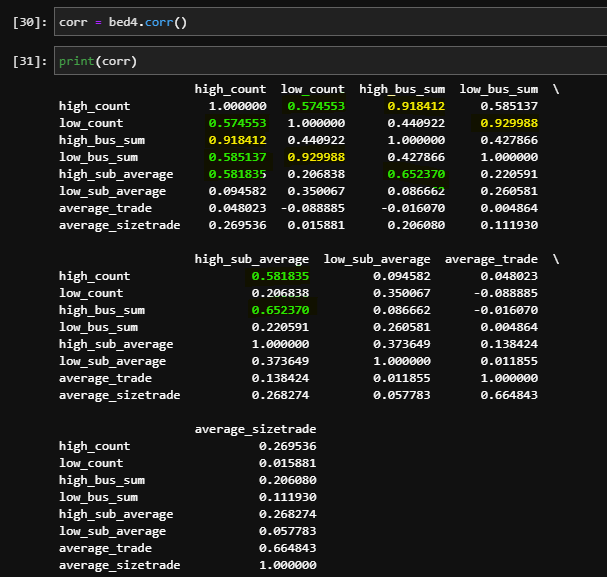 [30]: corr = bed4.corr()
[31]: print(corr)
high_count low_count high_bus_sum low_bus_sum \
high_count 1.000000 0.574553 0.918412 0.585137
low_count 0.574553 1.000000 0.440922 0.929988
high_bus_sum 0.918412 0.440922 1.000000 0.427866
low_bus_sum 0.585137 0.929988 0.427866 1.000000
high_sub_average 0.581835 0.206838 0.652370 0.220591
low_sub_average 0.094582 0.350067 0.086662 0.260581
average_trade 0.048023 -0.088885 -0.016070 0.004864
average_sizetrade 0.269536 0.015881 0.206080 0.111930
high_sub_average low_sub_average average_trade \
high_count 0.581835 0.094582 0.048023
low_count 0.206838 0.350067 -0.088885
high_bus_sum 0.652370 0.086662 -0.016070
low_bus_sum 0.220591 0.260581 0.004864
high_sub_average 1.000000 0.373649 0.138424
low_sub_average 0.373649 1.000000 0.011855
average_trade 0.138424 0.011855 1.000000
average_sizetrade 0.268274 0.057783 0.664843
average_sizetrade
high_count 0.269536
low_count 0.015881
high_bus_sum 0.206080
low_bus_sum 0.111930
high_sub_average 0.268274
low_sub_average 0.057783
average_trade 0.664843
average_sizetrade 1.000000